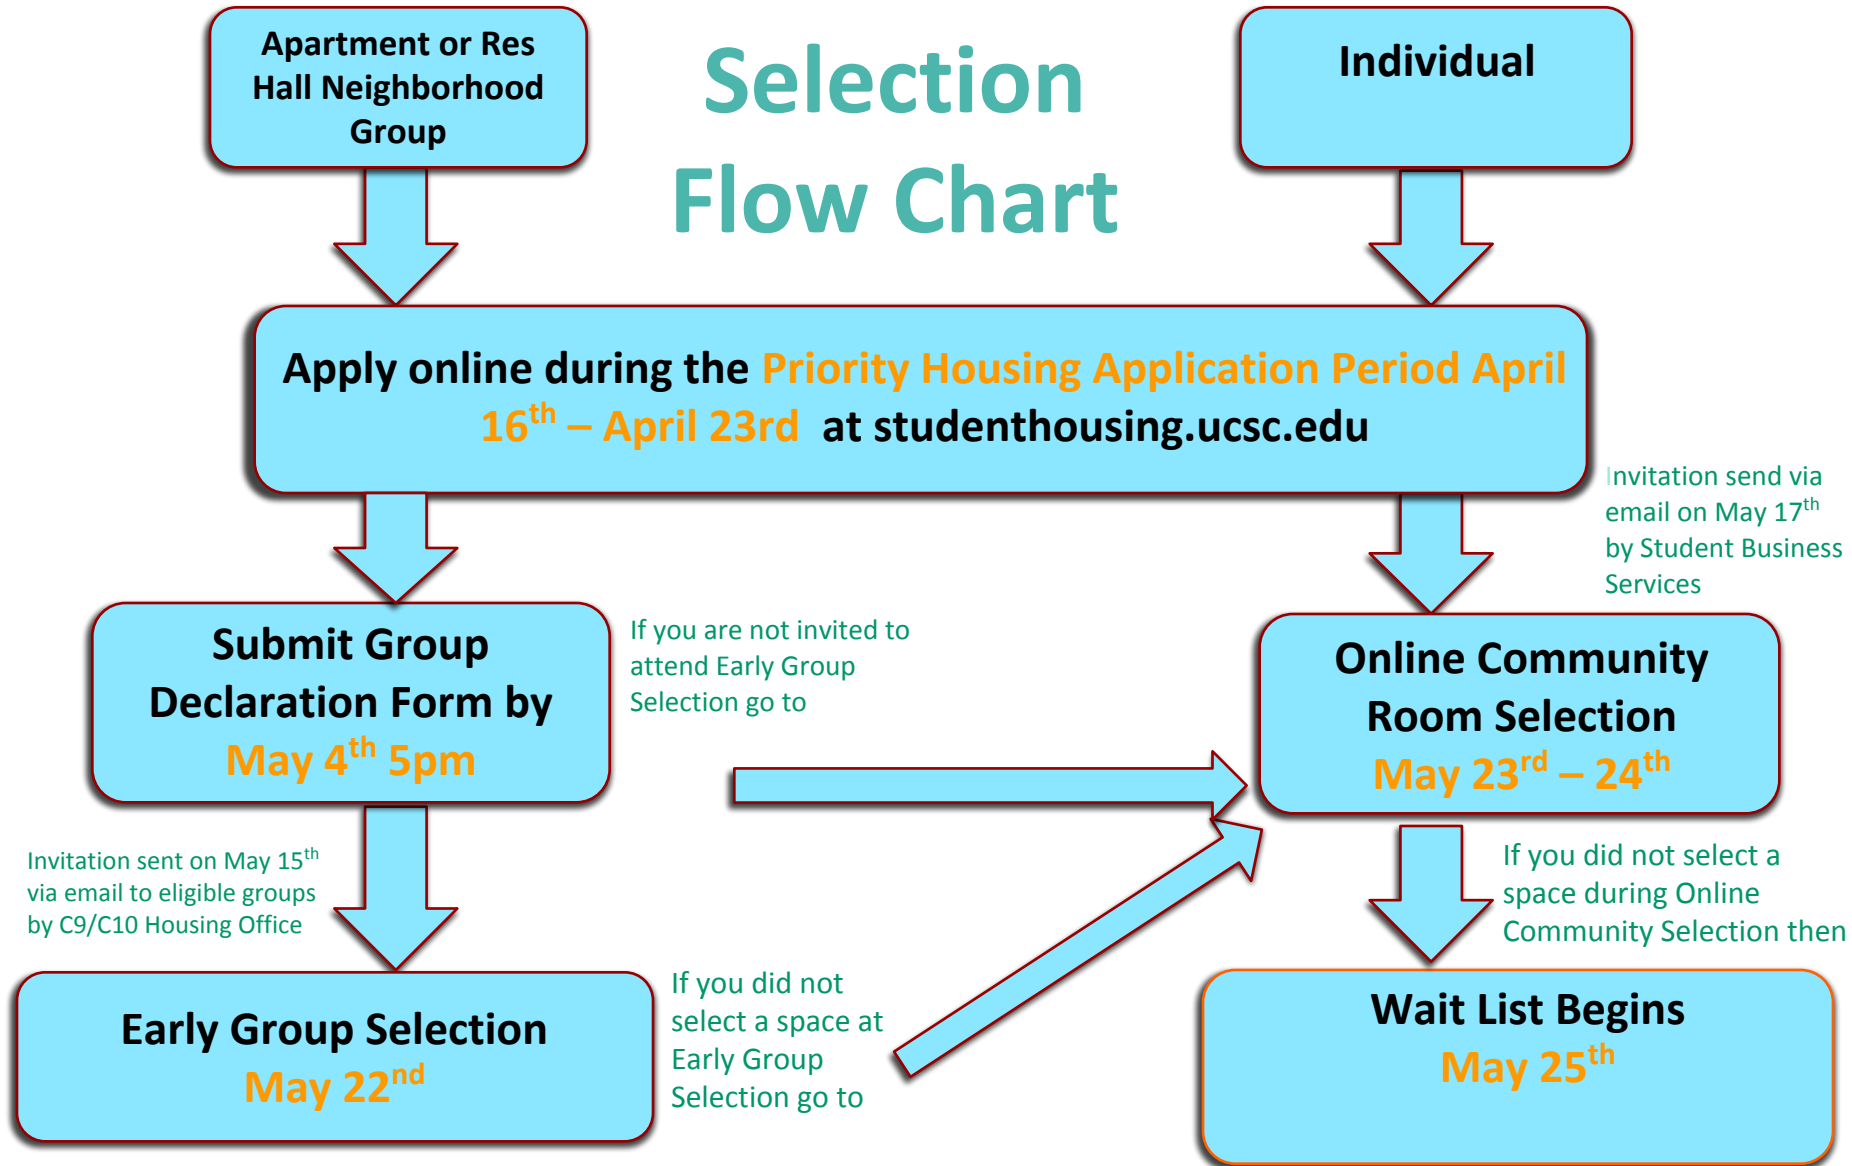 Apartment or Res
Hall Neighborhood
Group
Selection
Flow Chart
Individual
Apply online during the Priority Housing Application Period April
16th – April 23rd at studenthousing.ucsc.edu
Invitation send via
email on May 17th
by Student Business
Services
Submit Group
Declaration Form by
May 4th 5pm
If you are not invited to
attend Early Group
Selection go to
Online Community
Room Selection
May 23rd – 24th
Invitation sent on May 15th
via email to eligible groups
by C9/C10 Housing Office
If you did not select a
space during Online
Community Selection then
Early Group Selection
May 22nd
If you did not
select a space at
Early Group
Selection go to
Wait List Begins
May 25th